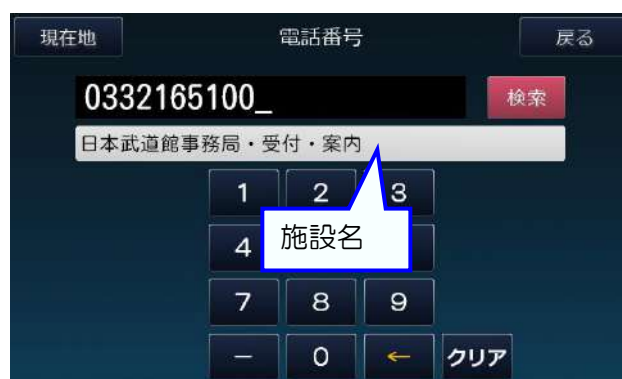 現在地 電話番号 戻る
0332165100_ 検索
日本武道館事務局・受付・案内
1 2 3
4 施設名
7 8 9
- 0 ← クリア